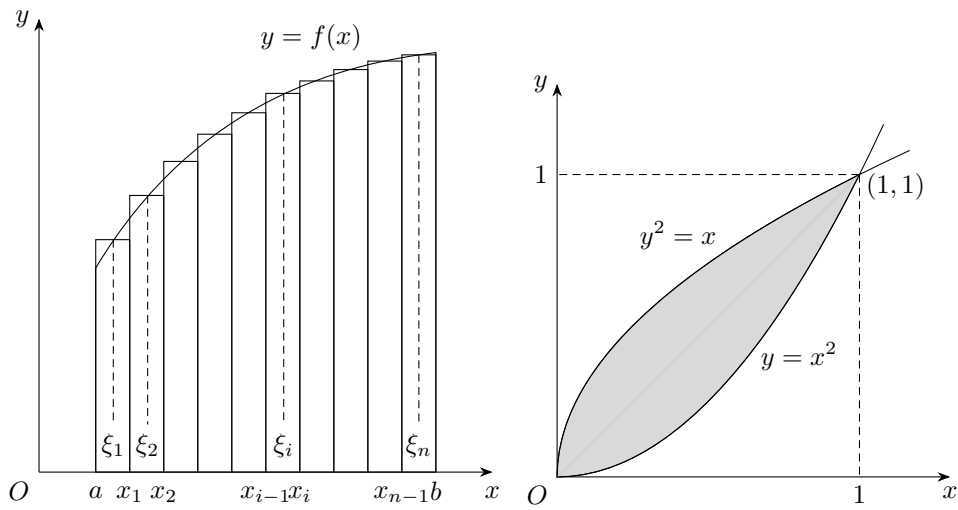 y
y = f(x)
ξ₁ ξ₂ ξᵢ ξₙ
O a x₁ x₂ xᵢ₋₁ xᵢ xₙ₋₁ b x
y
1
(1, 1)
y² = x
y = x²
O 1 x